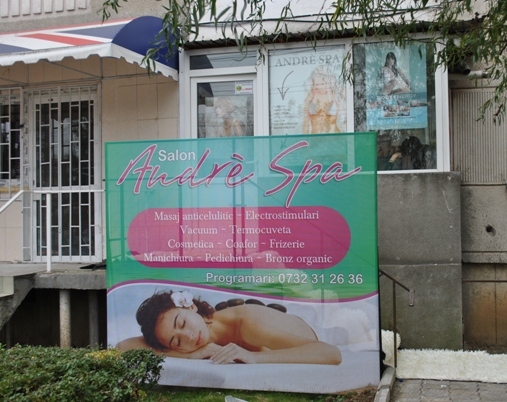 ANDRÈ SPA
Salon
Andrè Spa
Masaj anticelulitic - Electrostimulari
Vacuum - Termocuveta
Cosmetica - Coafor - Frizerie
Manichiura - Pedichiura - Bronz organic
Programari: 0732 31 26 36